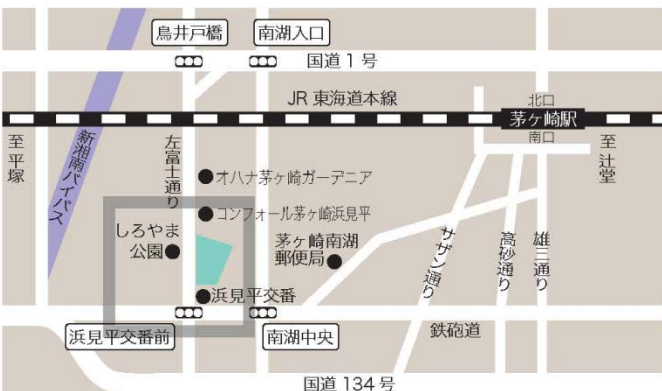 鳥井戸橋
南湖入口
国道1号
JR東海道本線
北口
茅ヶ崎駅
南口
至平塚
新湘南バイパス
左富士通り
至辻堂
オハナ茅ヶ崎ガーデニア
コンフォール茅ヶ崎浜見平
しろやま
公園
茅ヶ崎南湖
郵便局
サザン通り
高砂通り
雄三通り
浜見平交番
浜見平交番前
南湖中央
鉄砲道
国道134号